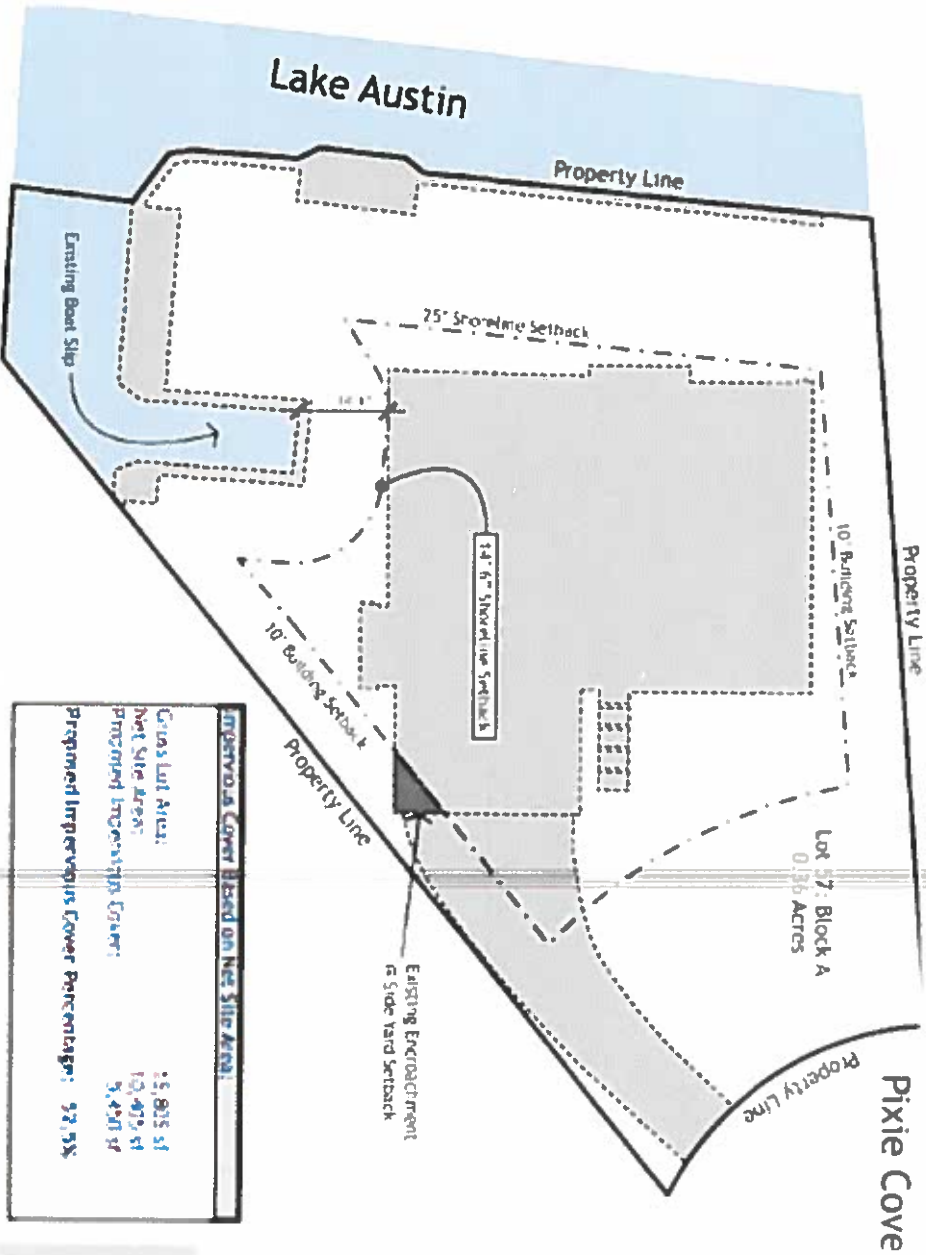 Lake Austin
Property Line
Existing Boat Slip
25' Shoreline Setback
14' 6" Shoreline Setback
10' Building Setback
Property Line
10' Building Setback
Property Line
Lot 57, Block A
0.36 Acres
Existing Encroachment
Side Yard Setback
Property Line
Pixie Cove
Impervious Cover Based on Net Site Area:
Gross Lot Area:
Net Site Area:
Proposed Impervious Cover:
Proposed Impervious Cover Percentage: